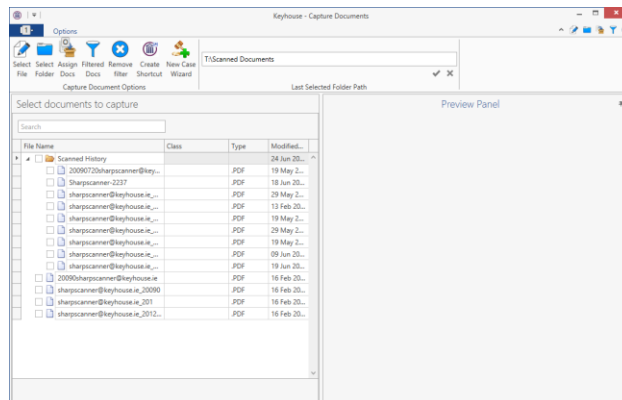 Keyhouse - Capture Documents
1
Options
Select File
Select Folder
Assign Docs
Filtered Docs
Remove filter
Create Shortcut
New Case Wizard
T:\Scanned Documents
Capture Document Options
Last Selected Folder Path
Select documents to capture
Preview Panel
Search
File Name Class Type Modified...
Scanned History 24 Jun 20...
20090720sharpscanner@key... .PDF 19 May 2...
Sharpscanner-2237 .PDF 18 Jun 20...
sharpscanner@keyhouse.ie_... .PDF 29 May 2...
sharpscanner@keyhouse.ie_... .PDF 13 Feb 20...
sharpscanner@keyhouse.ie_... .PDF 19 May 2...
sharpscanner@keyhouse.ie_... .PDF 29 May 2...
sharpscanner@keyhouse.ie_... .PDF 19 May 2...
sharpscanner@keyhouse.ie_... .PDF 09 Jun 20...
sharpscanner@keyhouse.ie_... .PDF 19 Jun 20...
20090sharpscanner@keyhouse.ie .PDF 16 Feb 20...
sharpscanner@keyhouse.ie_20090 .PDF 16 Feb 20...
sharpscanner@keyhouse.ie_201 .PDF 16 Feb 20...
sharpscanner@keyhouse.ie_2012... .PDF 16 Feb 20...